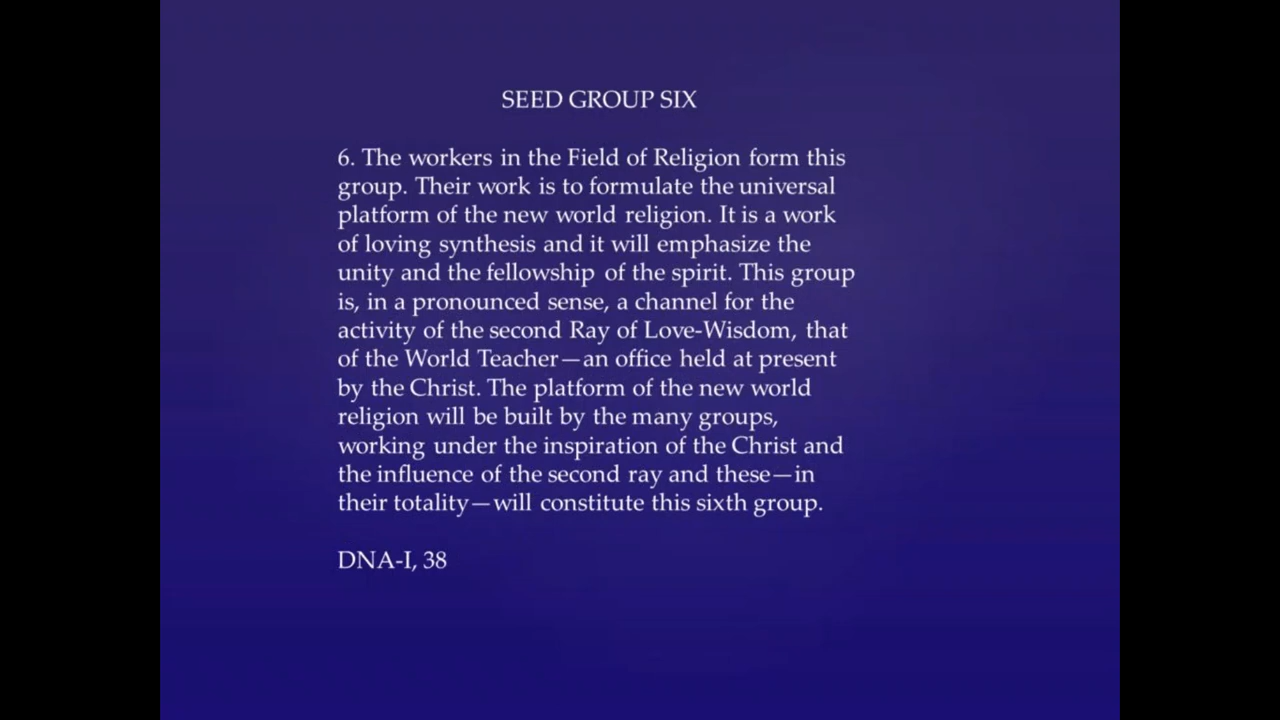 SEED GROUP SIX
6. The workers in the Field of Religion form this
group. Their work is to formulate the universal
platform of the new world religion. It is a work
of loving synthesis and it will emphasize the
unity and the fellowship of the spirit. This group
is, in a pronounced sense, a channel for the
activity of the second Ray of Love-Wisdom, that
of the World Teacher—an office held at present
by the Christ. The platform of the new world
religion will be built by the many groups,
working under the inspiration of the Christ and
the influence of the second ray and these—in
their totality—will constitute this sixth group.
DNA-I, 38